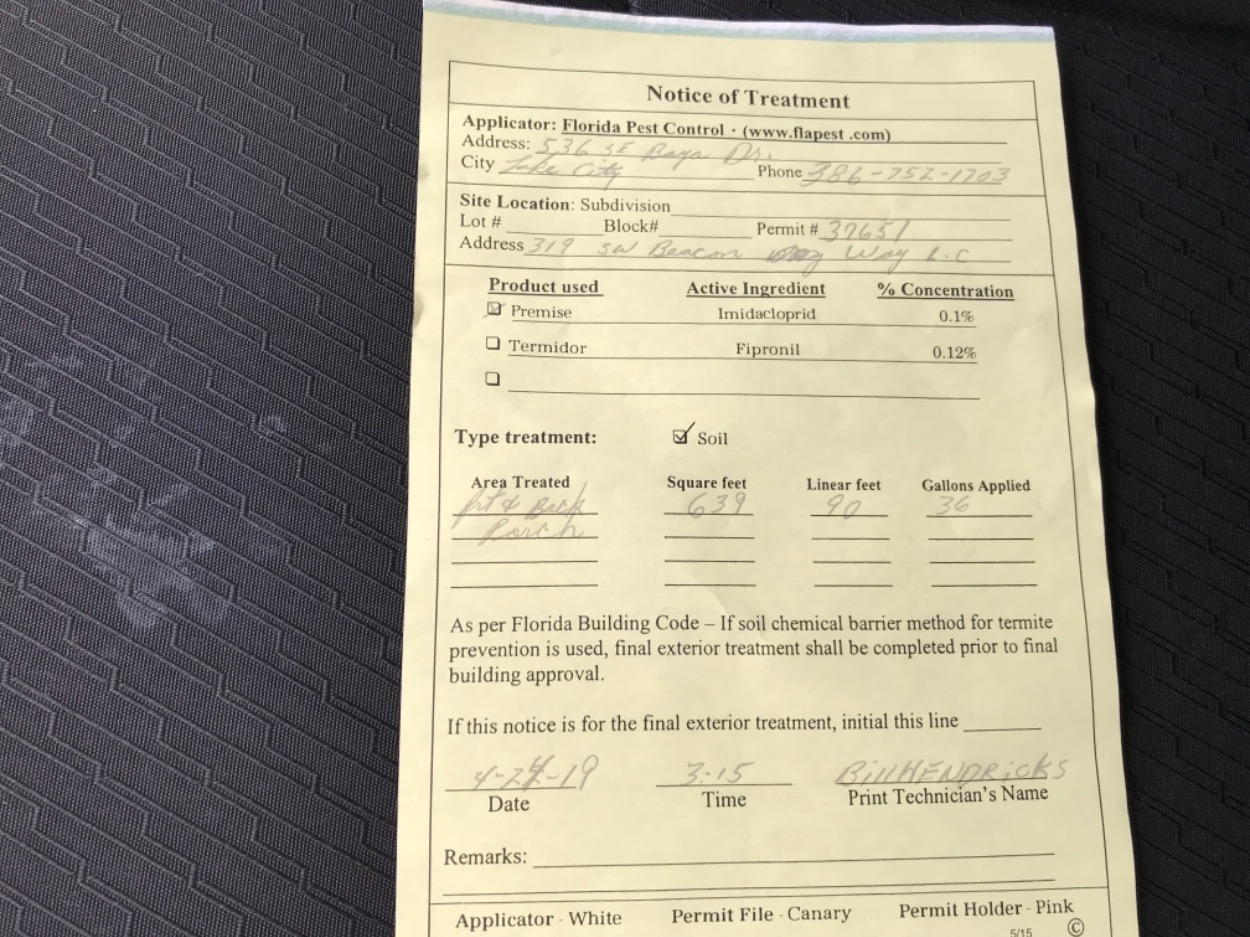 Notice of Treatment
Applicator: Florida Pest Control · (www.flapest .com)
Address: 536 SE Baya Dr.
City Lake City Phone 386-752-1703
Site Location: Subdivision
Lot # Block# Permit # 37651
Address 319 SW Beacon Way L.C
Product used Active Ingredient % Concentration
Premise Imidacloprid 0.1%
Termidor Fipronil 0.12%
Type treatment: Soil
Area Treated Square feet Linear feet Gallons Applied
frt & Back 639 90 36
Porch
As per Florida Building Code – If soil chemical barrier method for termite
prevention is used, final exterior treatment shall be completed prior to final
building approval.
If this notice is for the final exterior treatment, initial this line
4-24-19 3:15 Bill HENDRICKS
Date Time Print Technician's Name
Remarks:
Applicator - White Permit File - Canary Permit Holder - Pink
5/15 ©